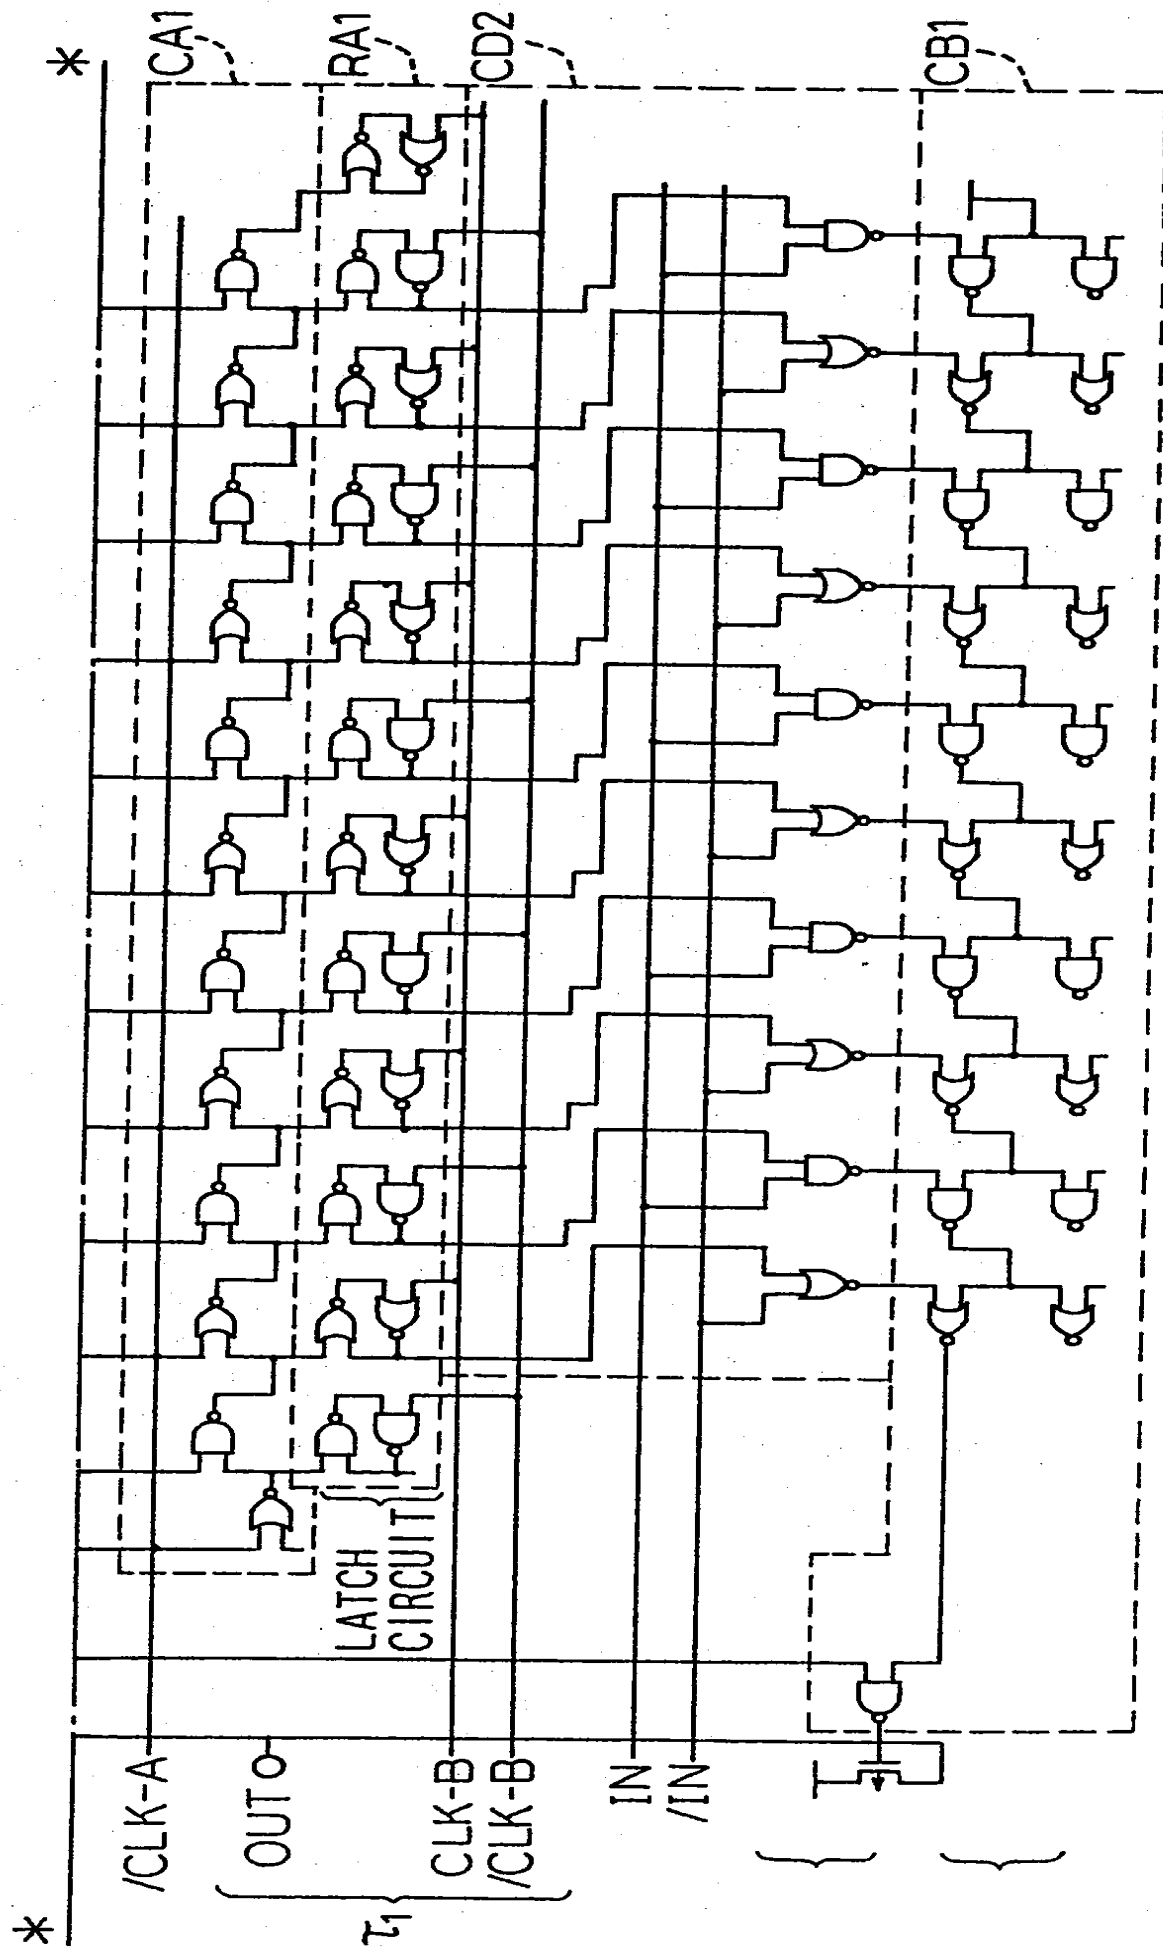 *
CA1
RA1
CD2
CB1
LATCH
CIRCUIT
/CLK-A
OUT
CLK-B
/CLK-B
IN
/IN
τ1
*